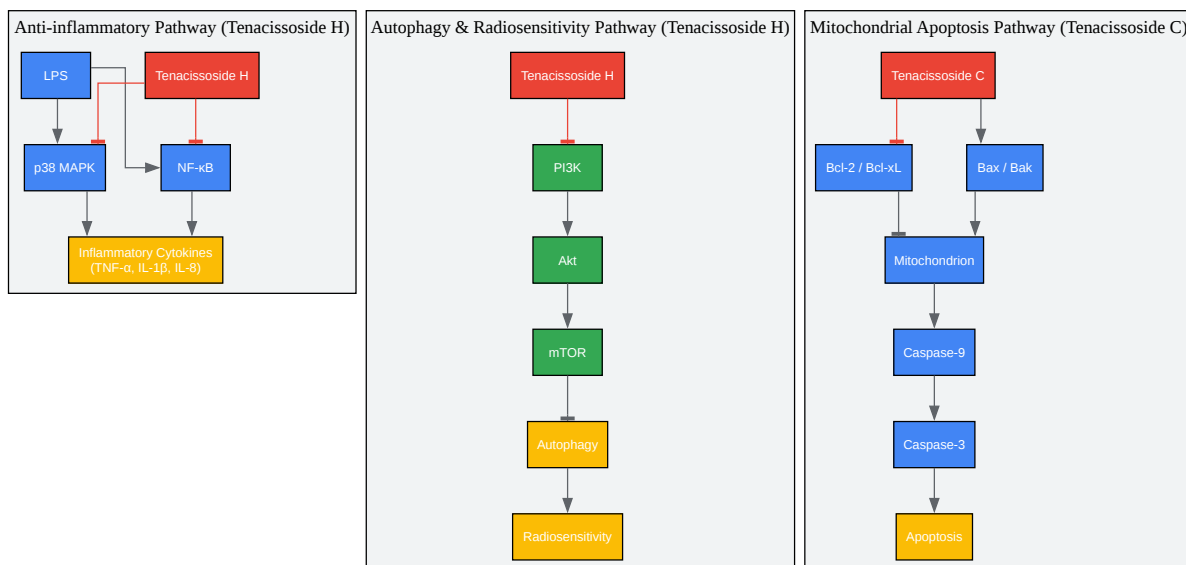 Anti-inflammatory Pathway (Tenacissoside H)
LPS
Tenacissoside H
p38 MAPK
NF-κB
Inflammatory Cytokines
(TNF-α, IL-1β, IL-8)
Autophagy & Radiosensitivity Pathway (Tenacissoside H)
Tenacissoside H
PI3K
Akt
mTOR
Autophagy
Radiosensitivity
Mitochondrial Apoptosis Pathway (Tenacissoside C)
Tenacissoside C
Bcl-2 / Bcl-xL
Bax / Bak
Mitochondrion
Caspase-9
Caspase-3
Apoptosis